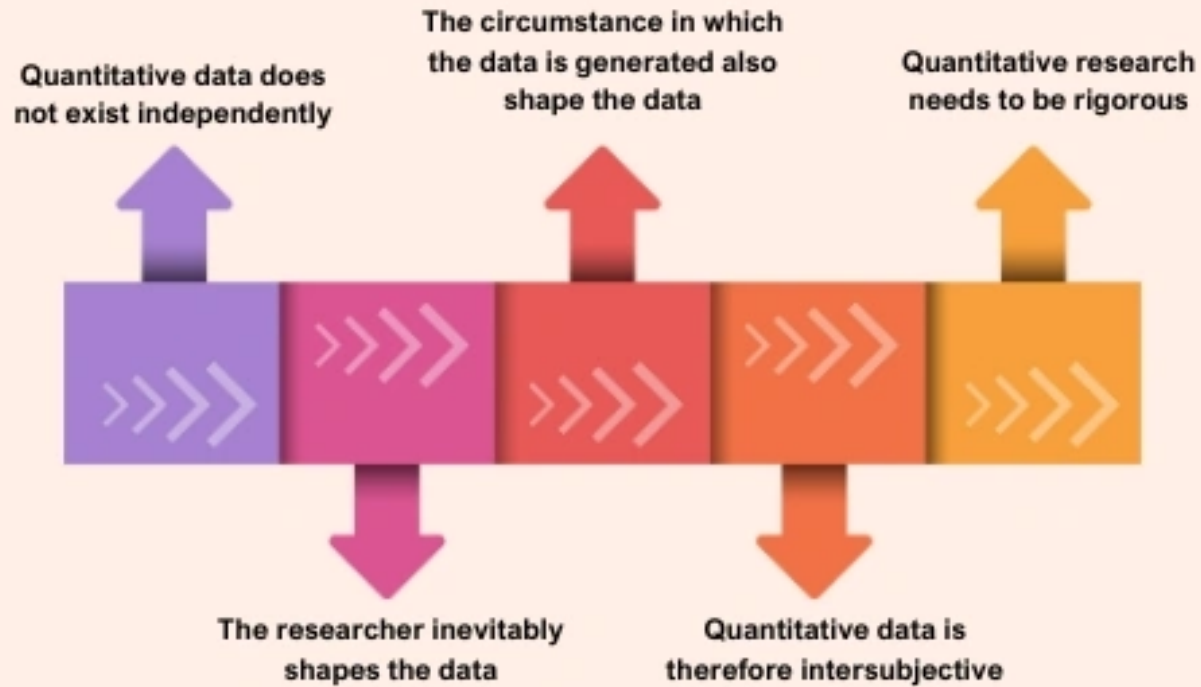 Quantitative data does
not exist independently
The researcher inevitably
shapes the data
The circumstance in which
the data is generated also
shape the data
Quantitative data is
therefore intersubjective
Quantitative research
needs to be rigorous